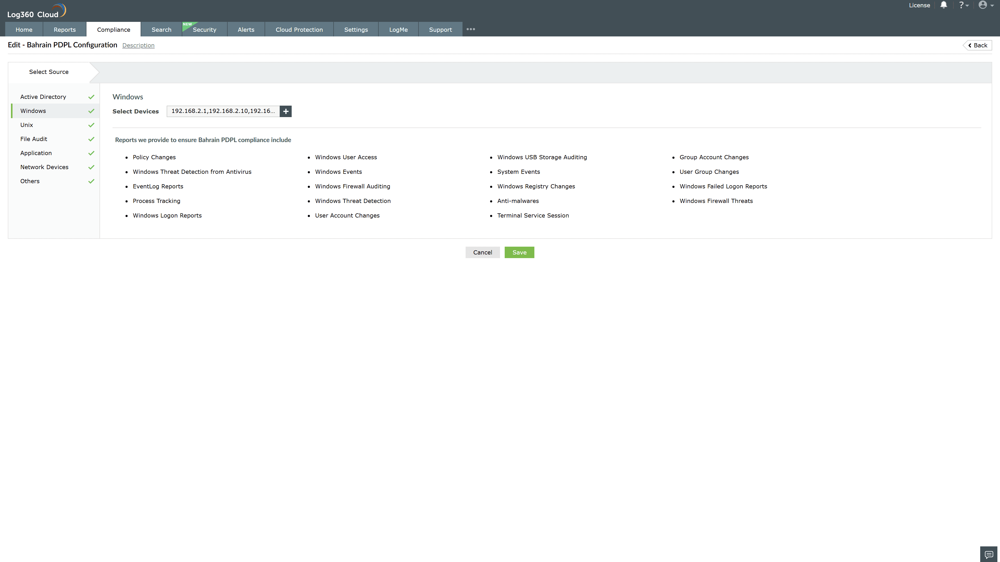 License
?
Log360 Cloud
Home
Reports
Compliance
Search
NEW
Security
Alerts
Cloud Protection
Settings
LogMe
Support
•••
Edit - Bahrain PDPL Configuration
Description
Back
Select Source
Active Directory
Windows
Unix
File Audit
Application
Network Devices
Others
Windows
Select Devices
192.168.2.1,192.168.2.10,192.16...
+
Reports we provide to ensure Bahrain PDPL compliance include
• Policy Changes
• Windows User Access
• Windows USB Storage Auditing
• Group Account Changes
• Windows Threat Detection from Antivirus
• Windows Events
• System Events
• User Group Changes
• EventLog Reports
• Windows Firewall Auditing
• Windows Registry Changes
• Windows Failed Logon Reports
• Process Tracking
• Windows Threat Detection
• Anti-malwares
• Windows Firewall Threats
• Windows Logon Reports
• User Account Changes
• Terminal Service Session
Cancel
Save